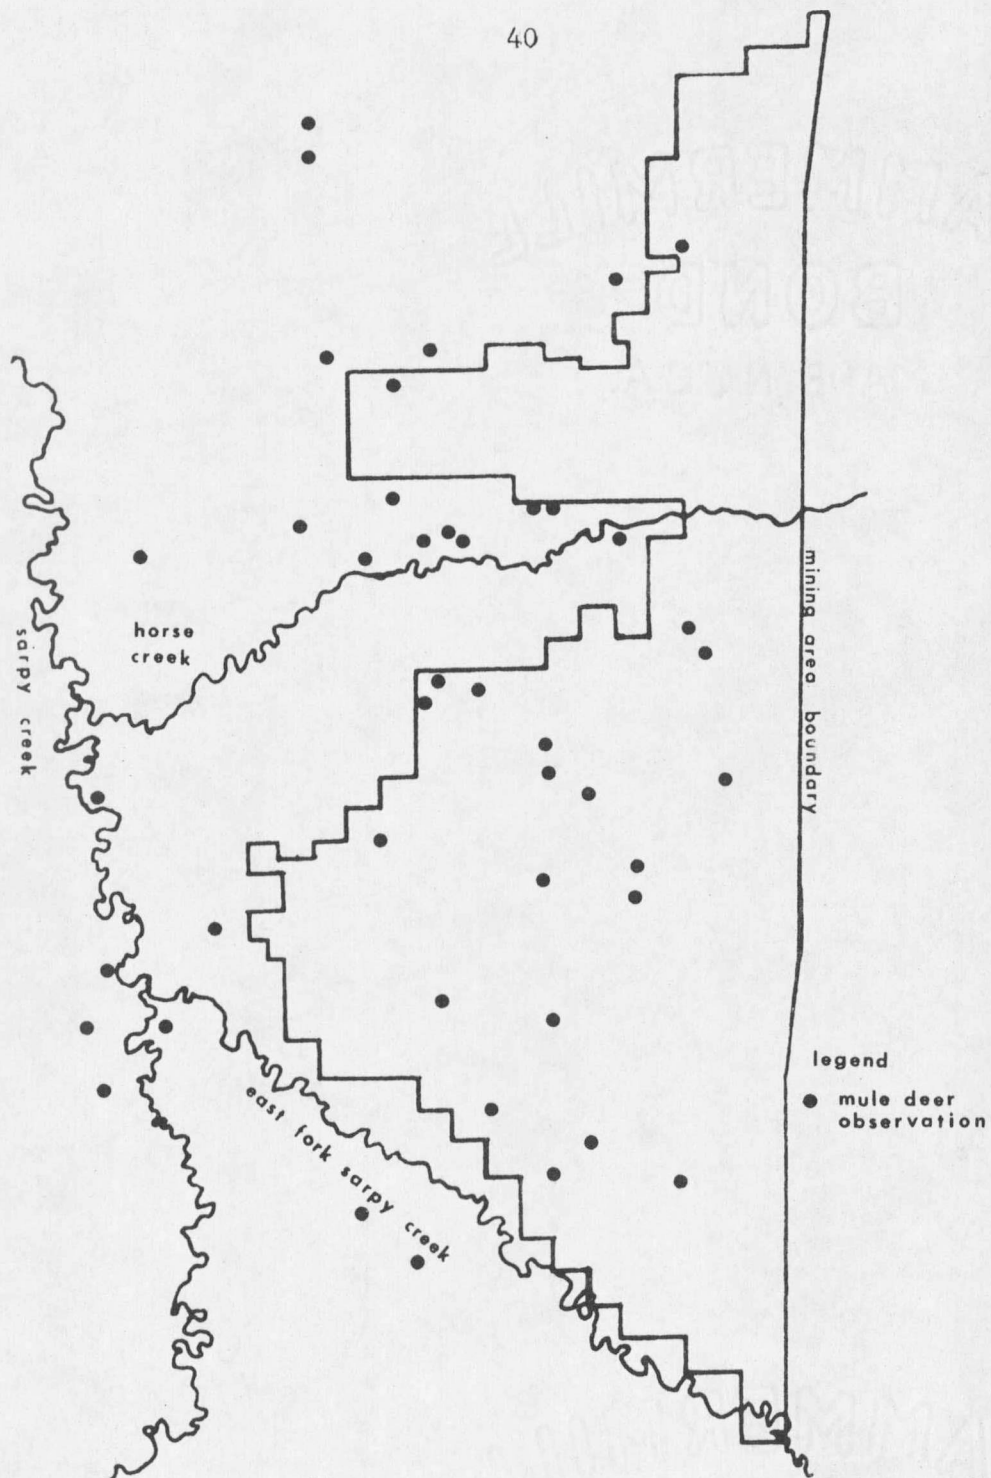 40
horse
creek
sarpy creek
mining area boundary
legend
mule deer
observation
east fork sarpy creek